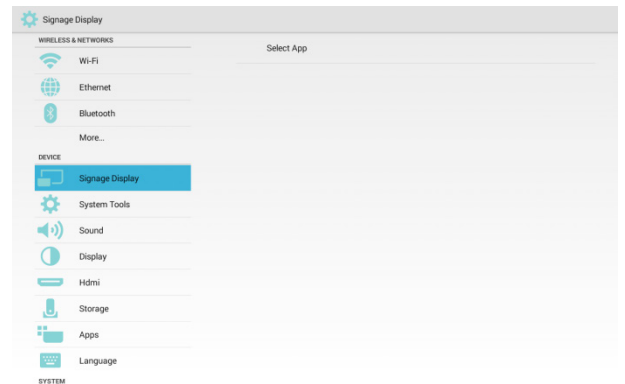 Signage Display
WIRELESS & NETWORKS
Wi-Fi
Ethernet
Bluetooth
More...
DEVICE
Signage Display
System Tools
Sound
Display
Hdmi
Storage
Apps
Language
SYSTEM
Select App